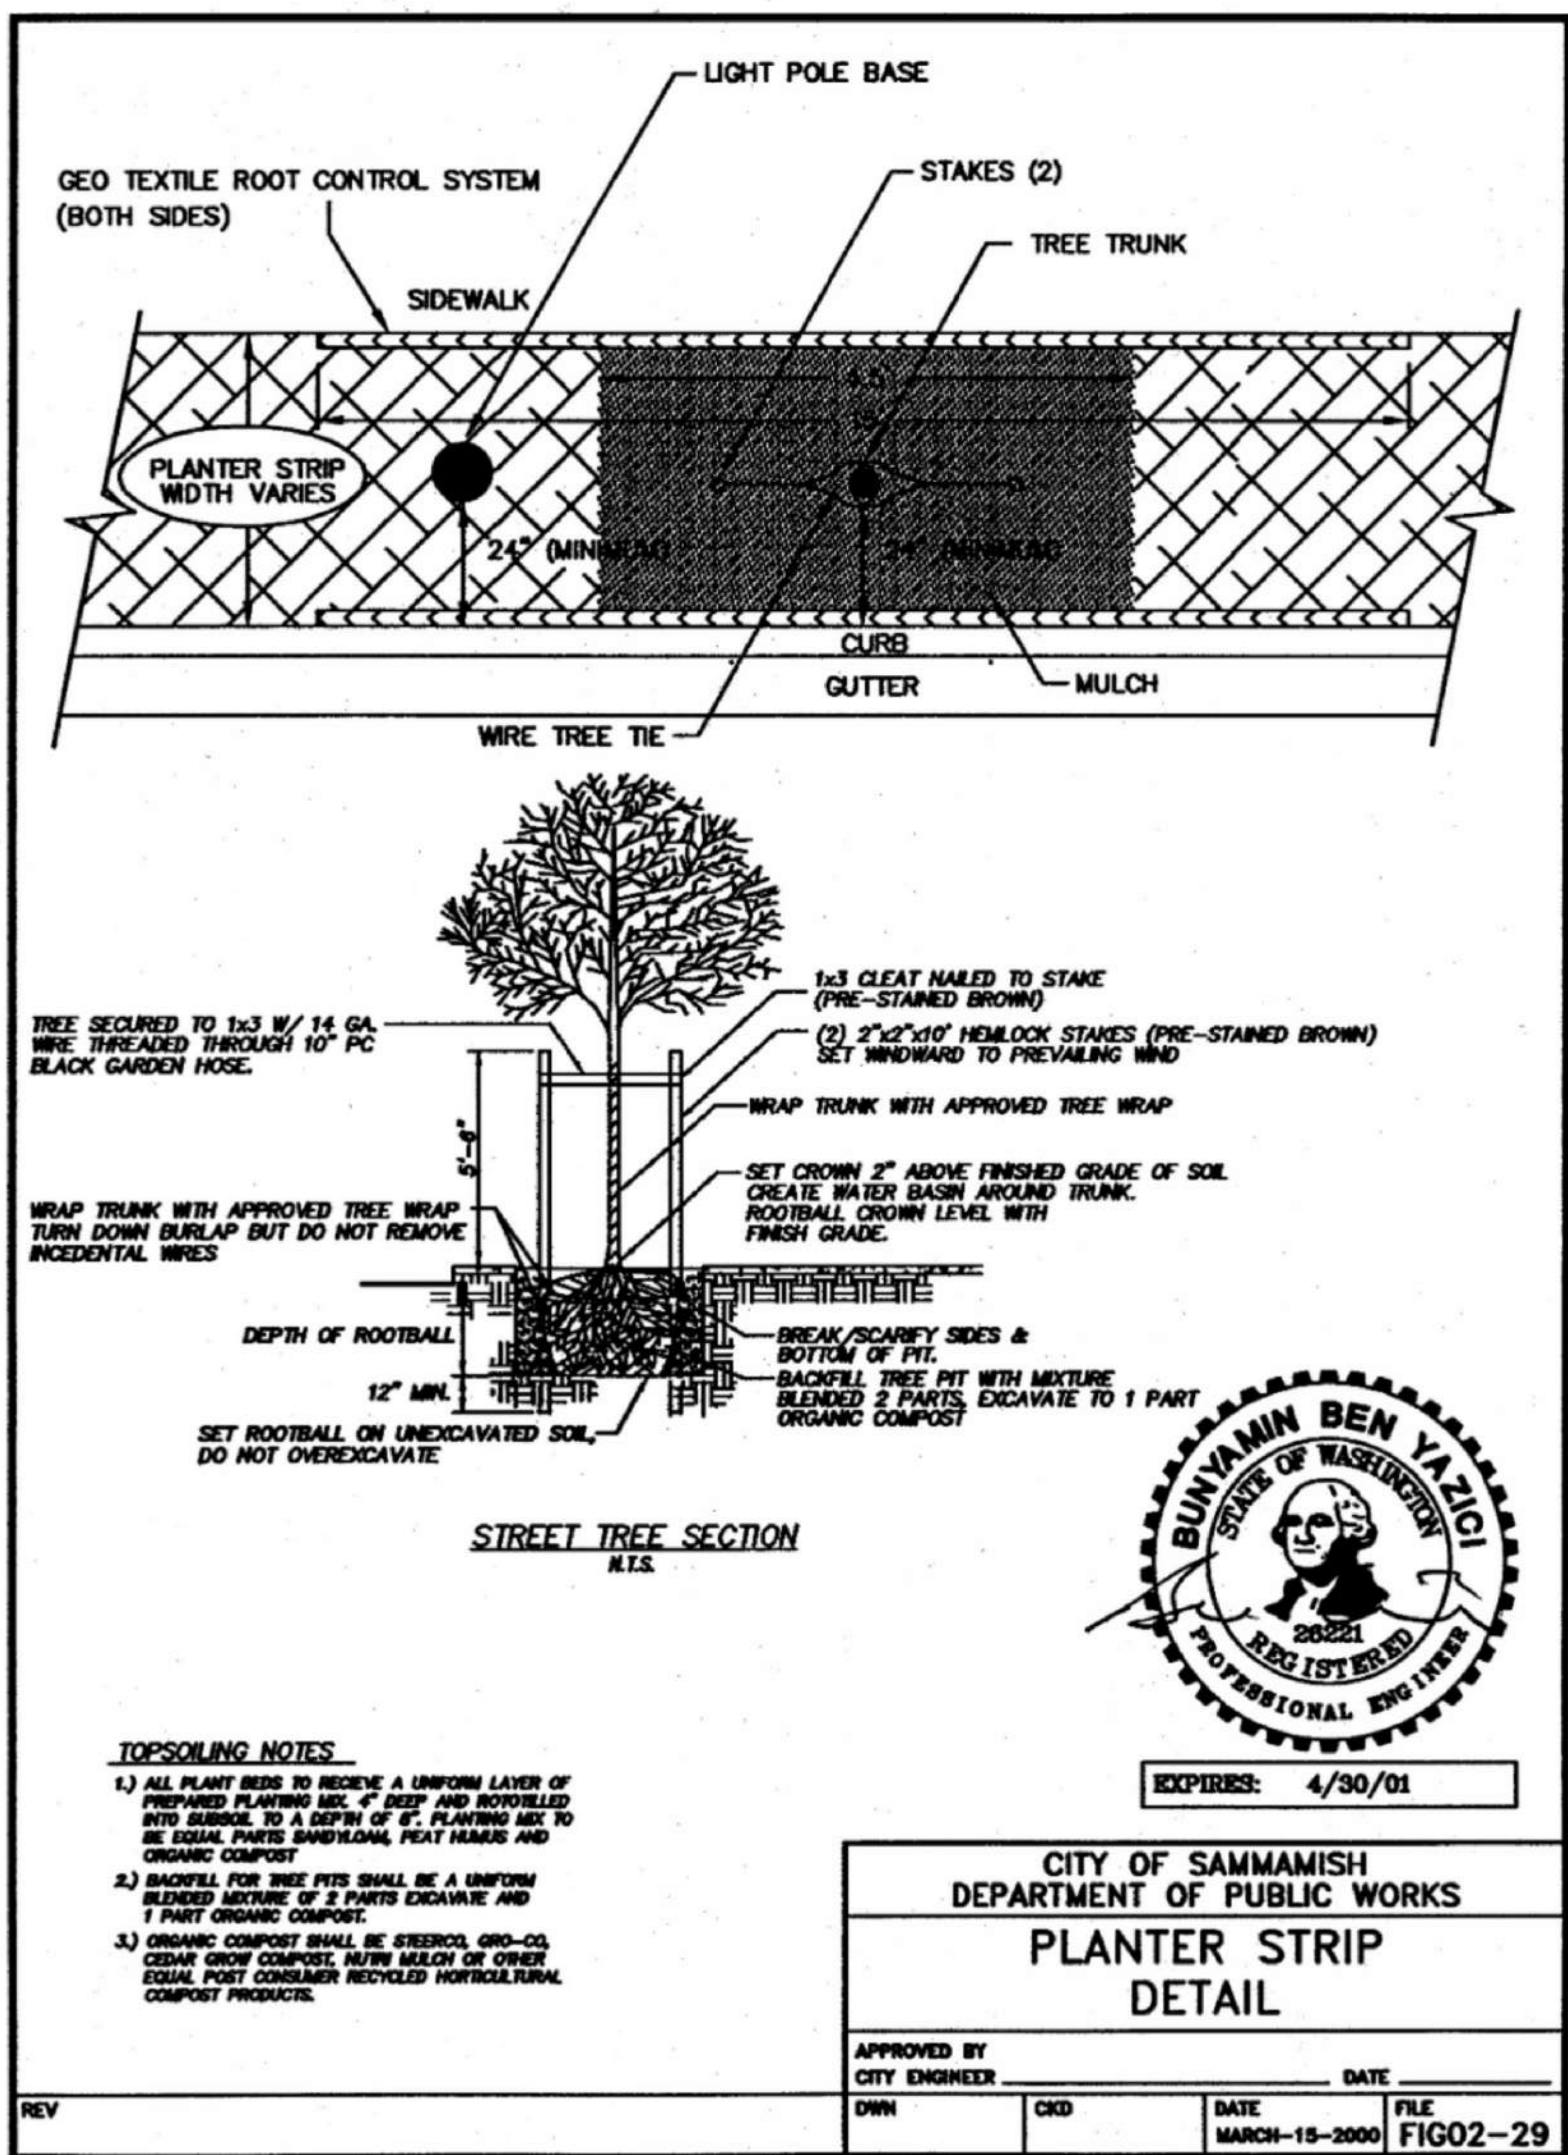 LIGHT POLE BASE
GEO TEXTILE ROOT CONTROL SYSTEM
(BOTH SIDES)
STAKES (2)
TREE TRUNK
SIDEWALK
PLANTER STRIP
WIDTH VARIES
24" (MINIMUM)
24" (MINIMUM)
CURB
GUTTER
MULCH
WIRE TREE TIE
1x3 CLEAT NAILED TO STAKE
(PRE-STAINED BROWN)
TREE SECURED TO 1x3 W/ 14 GA.
WIRE THREADED THROUGH 10" PC
BLACK GARDEN HOSE.
(2) 2"x2"x10' HEMLOCK STAKES (PRE-STAINED BROWN)
SET WINDWARD TO PREVAILING WIND
WRAP TRUNK WITH APPROVED TREE WRAP
5'-6"
SET CROWN 2" ABOVE FINISHED GRADE OF SOIL
CREATE WATER BASIN AROUND TRUNK.
ROOTBALL CROWN LEVEL WITH
FINISH GRADE.
WRAP TRUNK WITH APPROVED TREE WRAP
TURN DOWN BURLAP BUT DO NOT REMOVE
INCEDENTAL WIRES
DEPTH OF ROOTBALL
12" MIN.
BREAK/SCARIFY SIDES &
BOTTOM OF PIT.
BACKFILL TREE PIT WITH MIXTURE
BLENDED 2 PARTS, EXCAVATE TO 1 PART
ORGANIC COMPOST
SET ROOTBALL ON UNEXCAVATED SOIL,
DO NOT OVEREXCAVATE
STREET TREE SECTION
N.T.S.
BUNYAMIN BEN YAZICI
STATE OF WASHINGTON
26221
REGISTERED
PROFESSIONAL ENGINEER
EXPIRES: 4/30/01
TOPSOILING NOTES
1.) ALL PLANT BEDS TO RECIEVE A UNIFORM LAYER OF
PREPARED PLANTING MIX. 4" DEEP AND ROTOTILLED
INTO SUBSOIL TO A DEPTH OF 6". PLANTING MIX TO
BE EQUAL PARTS SANDYLOAM, PEAT HUMUS AND
ORGANIC COMPOST
2.) BACKFILL FOR TREE PITS SHALL BE A UNIFORM
BLENDED MIXTURE OF 2 PARTS EXCAVATE AND
1 PART ORGANIC COMPOST.
3.) ORGANIC COMPOST SHALL BE STEERCO, GRO-CO,
CEDAR GROW COMPOST, NUTRI MULCH OR OTHER
EQUAL POST CONSUMER RECYCLED HORTICULTURAL
COMPOST PRODUCTS.
CITY OF SAMMAMISH
DEPARTMENT OF PUBLIC WORKS
PLANTER STRIP
DETAIL
APPROVED BY
CITY ENGINEER DATE
REV
DWN
CKD
DATE
MARCH-15-2000
FILE
FIG02-29